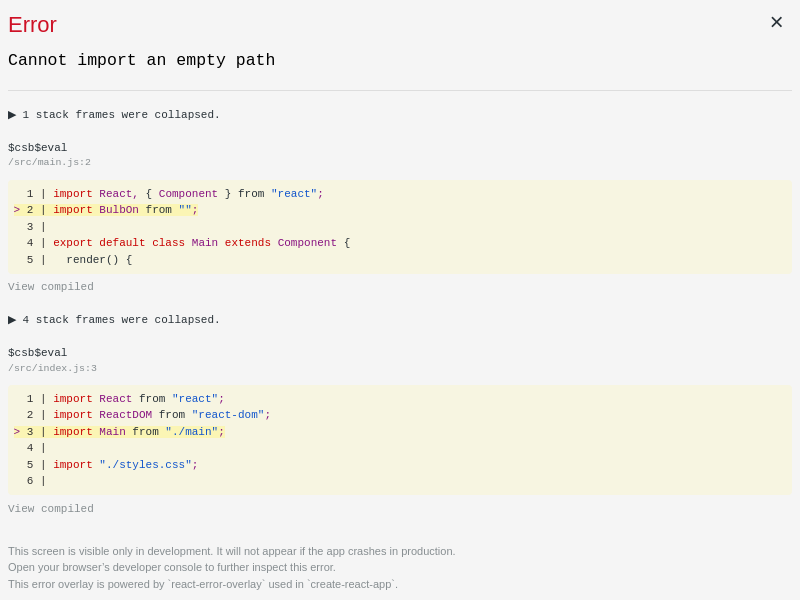 Error
✕
Cannot import an empty path
▶ 1 stack frames were collapsed.
$csb$eval
/src/main.js:2
  1 | import React, { Component } from "react";
> 2 | import BulbOn from "";
  3 |
  4 | export default class Main extends Component {
  5 |   render() {
View compiled
▶ 4 stack frames were collapsed.
$csb$eval
/src/index.js:3
  1 | import React from "react";
  2 | import ReactDOM from "react-dom";
> 3 | import Main from "./main";
  4 |
  5 | import "./styles.css";
  6 |
View compiled
This screen is visible only in development. It will not appear if the app crashes in production.
Open your browser’s developer console to further inspect this error.
This error overlay is powered by `react-error-overlay` used in `create-react-app`.